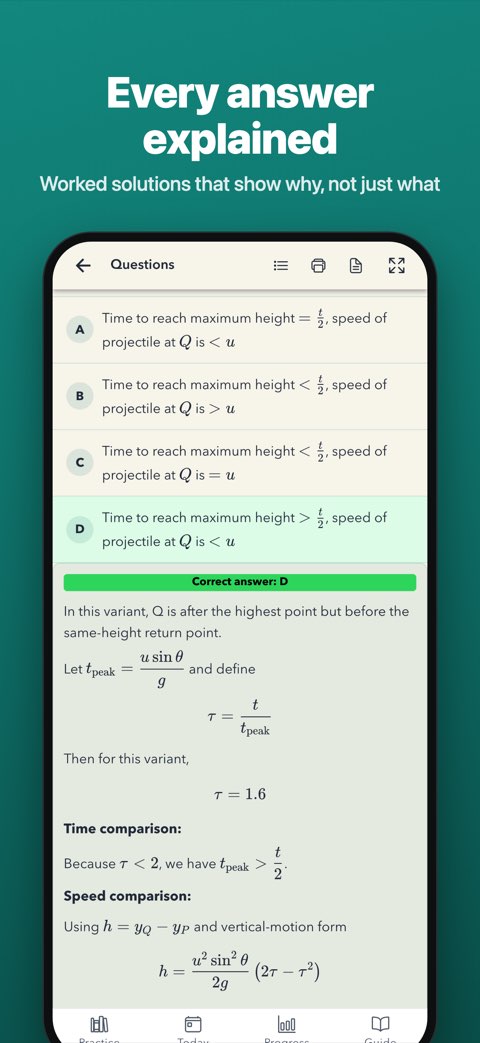 Every answer
explained
Worked solutions that show why, not just what
Questions
A
Time to reach maximum height = t/2, speed of
projectile at Q is < u
B
Time to reach maximum height < t/2, speed of
projectile at Q is > u
C
Time to reach maximum height < t/2, speed of
projectile at Q is = u
D
Time to reach maximum height > t/2, speed of
projectile at Q is < u
Correct answer: D
In this variant, Q is after the highest point but before the
same-height return point.
Let t_peak = u sin θ / g and define
τ = t / t_peak
Then for this variant,
τ = 1.6
Time comparison:
Because τ < 2, we have t_peak > t/2.
Speed comparison:
Using h = y_Q − y_P and vertical-motion form
h = u² sin² θ / 2g (2τ − τ²)
Practice Today Progress Guide